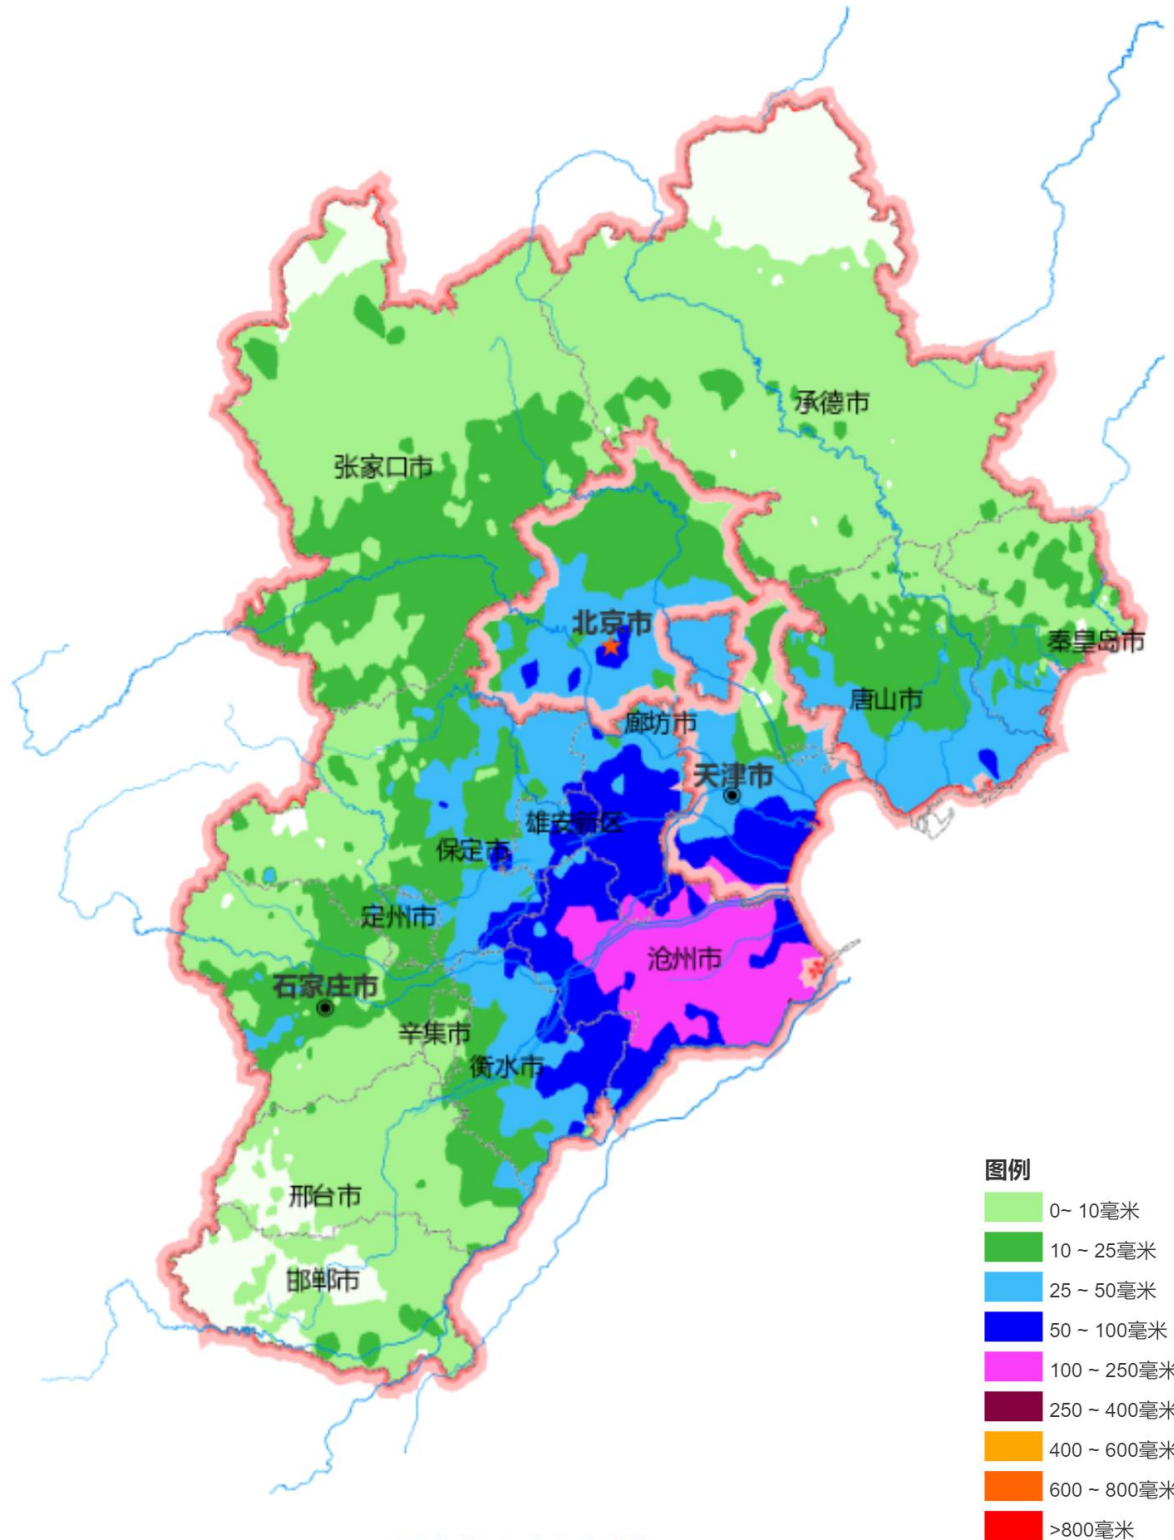 承德市
张家口市
北京市
秦皇岛市
唐山市
廊坊市
天津市
雄安新区
保定市
定州市
沧州市
石家庄市
辛集市
衡水市
邢台市
邯郸市
图例
0~ 10毫米
10 ~ 25毫米
25 ~ 50毫米
50 ~ 100毫米
100 ~ 250毫米
250 ~ 400毫米
400 ~ 600毫米
600 ~ 800毫米
>800毫米